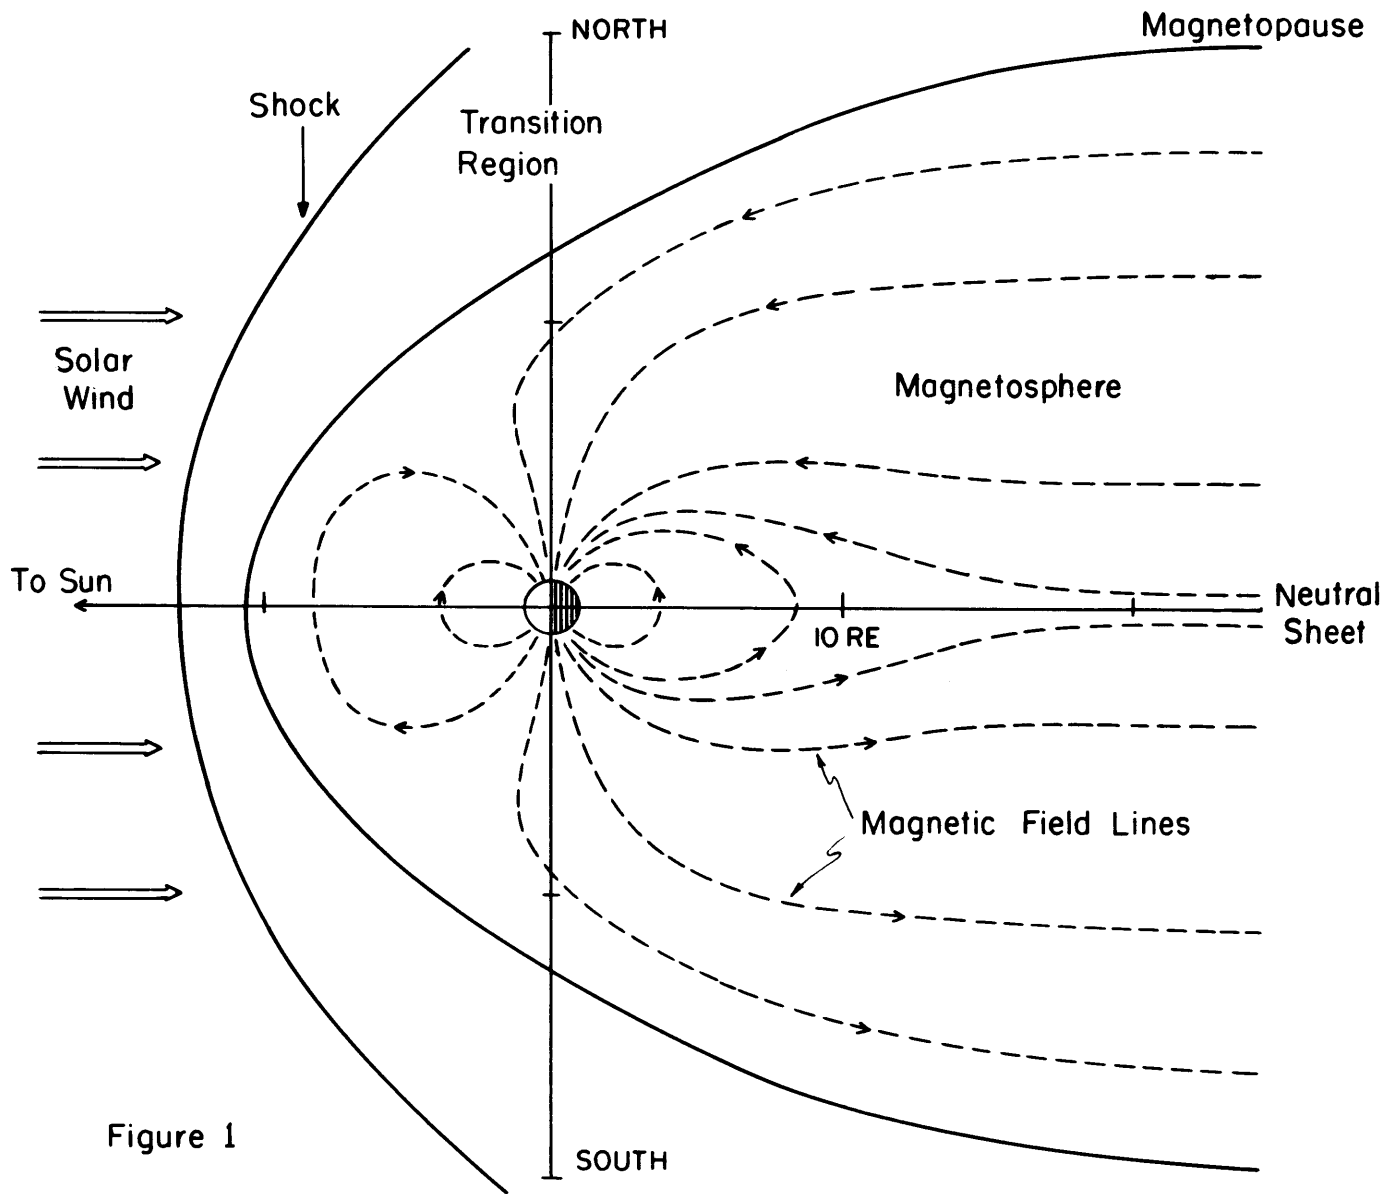 Magnetopause
NORTH
Shock
Transition
Region
Solar
Wind
Magnetosphere
To Sun
10 RE
Neutral
Sheet
Magnetic Field Lines
Figure 1
SOUTH